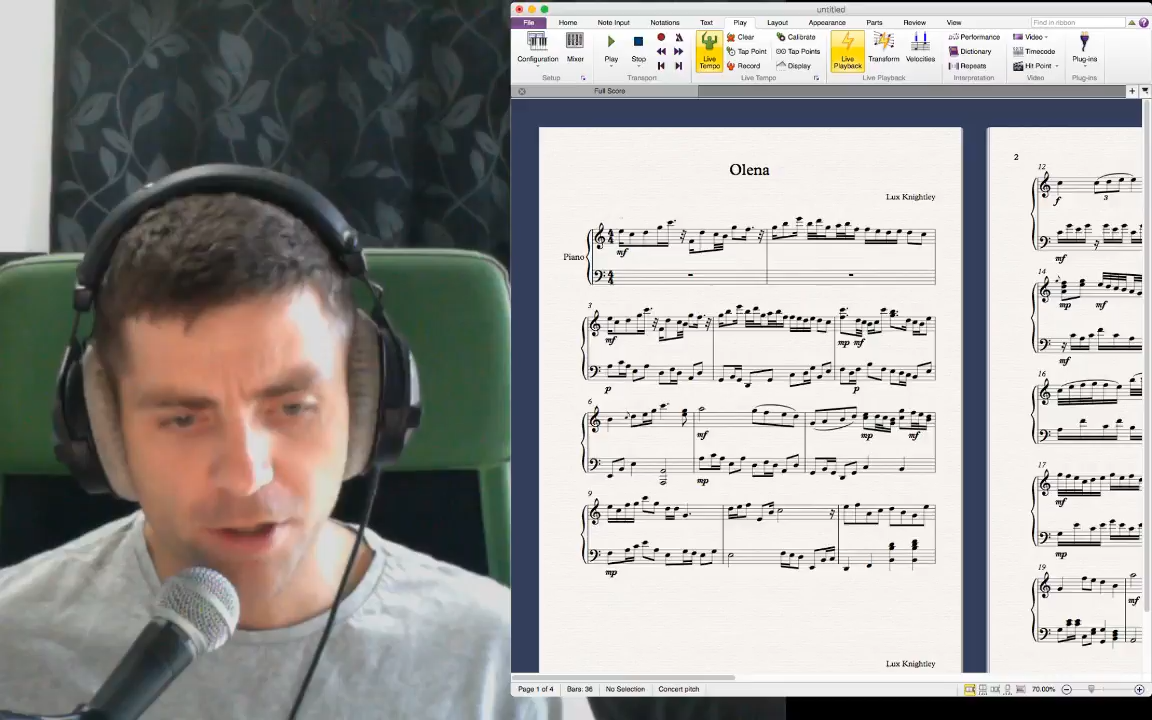 untitled
File Home Note Input Notations Text Play Layout Appearance Parts Review View Find in ribbon
Configuration Mixer Play Stop Live Tempo Clear Tap Point Record Calibrate Tap Points Display Live Playback Transform Velocities Performance Dictionary Repeats Video Timecode Hit Point Plug-ins
Setup Transport Live Tempo Live Playback Interpretation Video Plug-ins
Full Score
Olena
Lux Knightley
Piano
mf
3
mf mp mf
p p
6
mf mp mf
mp
9
mp
Lux Knightley
2
12
f 3
mf
14
mp mf
mf
16
17
mf
mp
19
mf
Page 1 of 4 Bars: 36 No Selection Concert pitch 70.00%